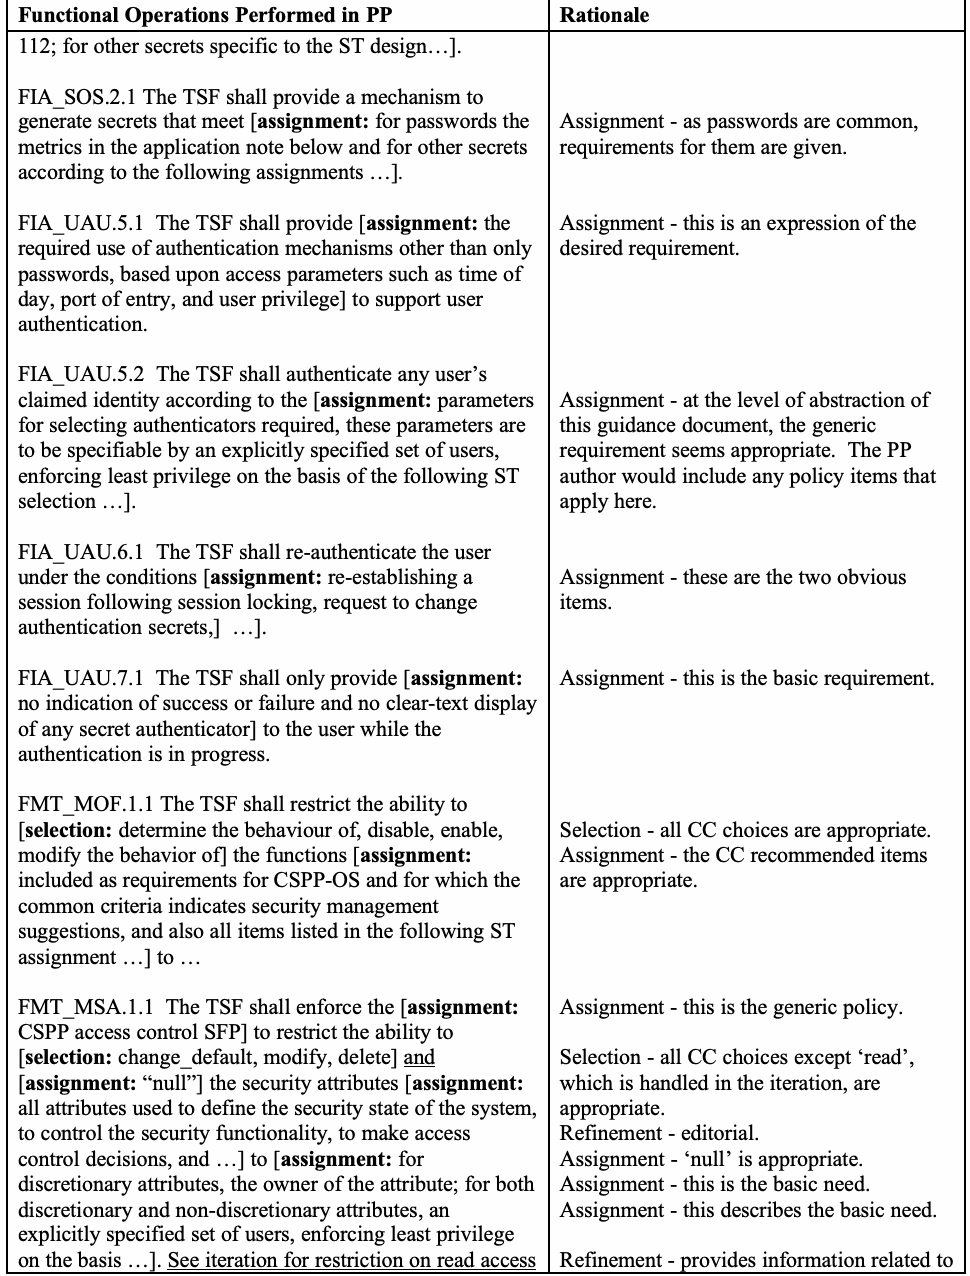 Functional Operations Performed in PP
Rationale
112; for other secrets specific to the ST design…].
FIA_SOS.2.1 The TSF shall provide a mechanism to
generate secrets that meet [assignment: for passwords the
metrics in the application note below and for other secrets
according to the following assignments …].
Assignment - as passwords are common,
requirements for them are given.
FIA_UAU.5.1  The TSF shall provide [assignment: the
required use of authentication mechanisms other than only
passwords, based upon access parameters such as time of
day, port of entry, and user privilege] to support user
authentication.
Assignment - this is an expression of the
desired requirement.
FIA_UAU.5.2  The TSF shall authenticate any user’s
claimed identity according to the [assignment: parameters
for selecting authenticators required, these parameters are
to be specifiable by an explicitly specified set of users,
enforcing least privilege on the basis of the following ST
selection …].
Assignment - at the level of abstraction of
this guidance document, the generic
requirement seems appropriate.  The PP
author would include any policy items that
apply here.
FIA_UAU.6.1  The TSF shall re-authenticate the user
under the conditions [assignment: re-establishing a
session following session locking, request to change
authentication secrets,]  …].
Assignment - these are the two obvious
items.
FIA_UAU.7.1  The TSF shall only provide [assignment:
no indication of success or failure and no clear-text display
of any secret authenticator] to the user while the
authentication is in progress.
Assignment - this is the basic requirement.
FMT_MOF.1.1 The TSF shall restrict the ability to
[selection: determine the behaviour of, disable, enable,
modify the behavior of] the functions [assignment:
included as requirements for CSPP-OS and for which the
common criteria indicates security management
suggestions, and also all items listed in the following ST
assignment …] to …
Selection - all CC choices are appropriate.
Assignment - the CC recommended items
are appropriate.
FMT_MSA.1.1  The TSF shall enforce the [assignment:
CSPP access control SFP] to restrict the ability to
[selection: change_default, modify, delete] and
[assignment: “null”] the security attributes [assignment:
all attributes used to define the security state of the system,
to control the security functionality, to make access
control decisions, and …] to [assignment: for
discretionary attributes, the owner of the attribute; for both
discretionary and non-discretionary attributes, an
explicitly specified set of users, enforcing least privilege
on the basis …]. See iteration for restriction on read access
Assignment - this is the generic policy.
Selection - all CC choices except ‘read’,
which is handled in the iteration, are
appropriate.
Refinement - editorial.
Assignment - ‘null’ is appropriate.
Assignment - this is the basic need.
Assignment - this describes the basic need.
Refinement - provides information related to